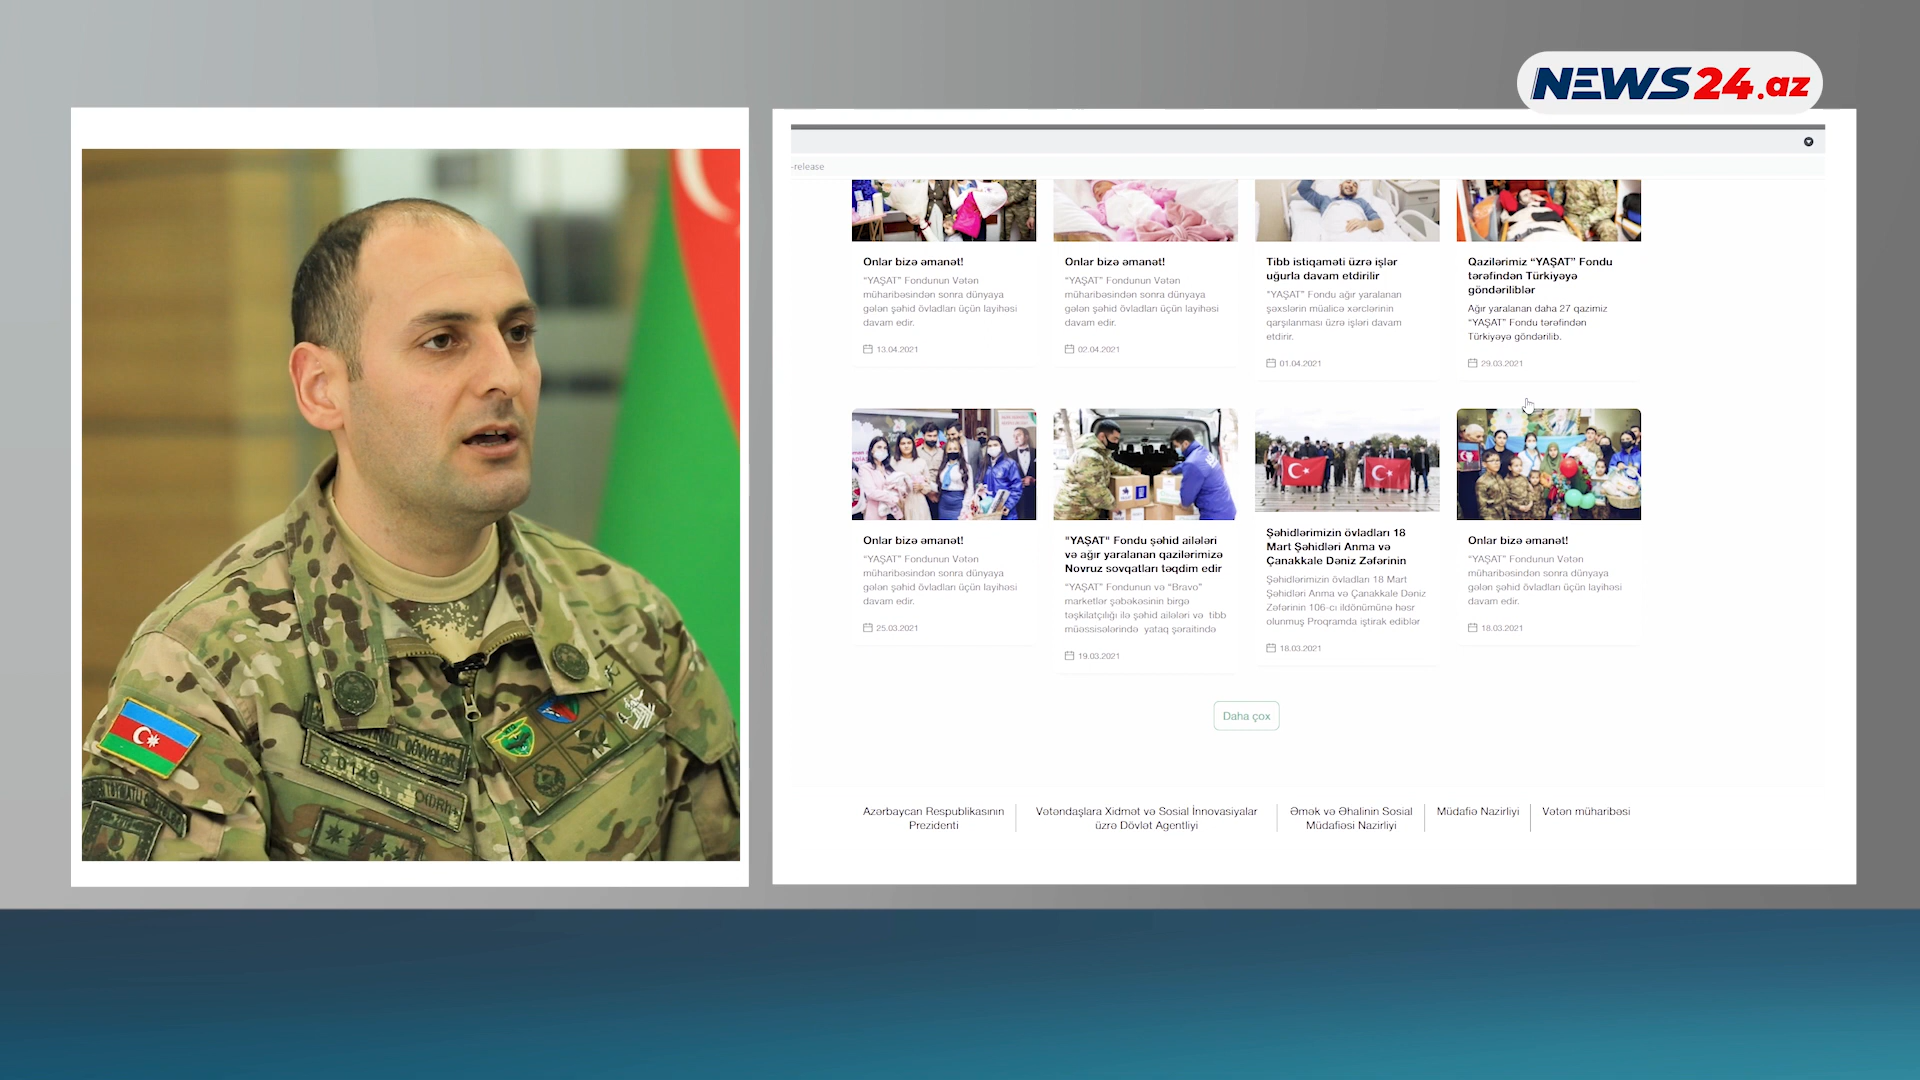 NEWS24.az
-release
Onlar bizə əmanət!
“YAŞAT” Fondunun Vətən
müharibəsindən sonra dünyaya
gələn şəhid övladları üçün layihəsi
davam edir.
13.04.2021
Onlar bizə əmanət!
“YAŞAT” Fondunun Vətən
müharibəsindən sonra dünyaya
gələn şəhid övladları üçün layihəsi
davam edir.
02.04.2021
Tibb istiqaməti üzrə işlər
uğurla davam etdirilir
“YAŞAT” Fondu ağır yaralanan
şəxslərin müalicə xərclərinin
qarşılanması üzrə işləri davam
etdirir.
01.04.2021
Qazilərimiz “YAŞAT” Fondu
tərəfindən Türkiyəyə
göndəriliblər
Ağır yaralanan daha 27 qazimiz
“YAŞAT” Fondu tərəfindən
Türkiyəyə göndərilib.
29.03.2021
Onlar bizə əmanət!
“YAŞAT” Fondunun Vətən
müharibəsindən sonra dünyaya
gələn şəhid övladları üçün layihəsi
davam edir.
25.03.2021
"YAŞAT" Fondu şəhid ailələri
və ağır yaralanan qazilərimizə
Novruz sovqatları təqdim edir
“YAŞAT” Fondunun və “Bravo”
marketlər şəbəkəsinin birgə
təşkilatçılığı ilə şəhid ailələri və tibb
müəssisələrində yataq şəraitində
19.03.2021
Şəhidlərimizin övladları 18
Mart Şəhidləri Anma və
Çanakkale Dəniz Zəfərinin
Şəhidlərimizin övladları 18 Mart
Şəhidləri Anma və Çanakkale Dəniz
Zəfərinin 106-cı ildönümünə həsr
olunmuş Proqramda iştirak ediblər
18.03.2021
Onlar bizə əmanət!
“YAŞAT” Fondunun Vətən
müharibəsindən sonra dünyaya
gələn şəhid övladları üçün layihəsi
davam edir.
18.03.2021
Daha çox
Azərbaycan Respublikasının
Prezidenti
Vətəndaşlara Xidmət və Sosial İnnovasiyalar
üzrə Dövlət Agentliyi
Əmək və Əhalinin Sosial
Müdafiəsi Nazirliyi
Müdafiə Nazirliyi
Vətən müharibəsi